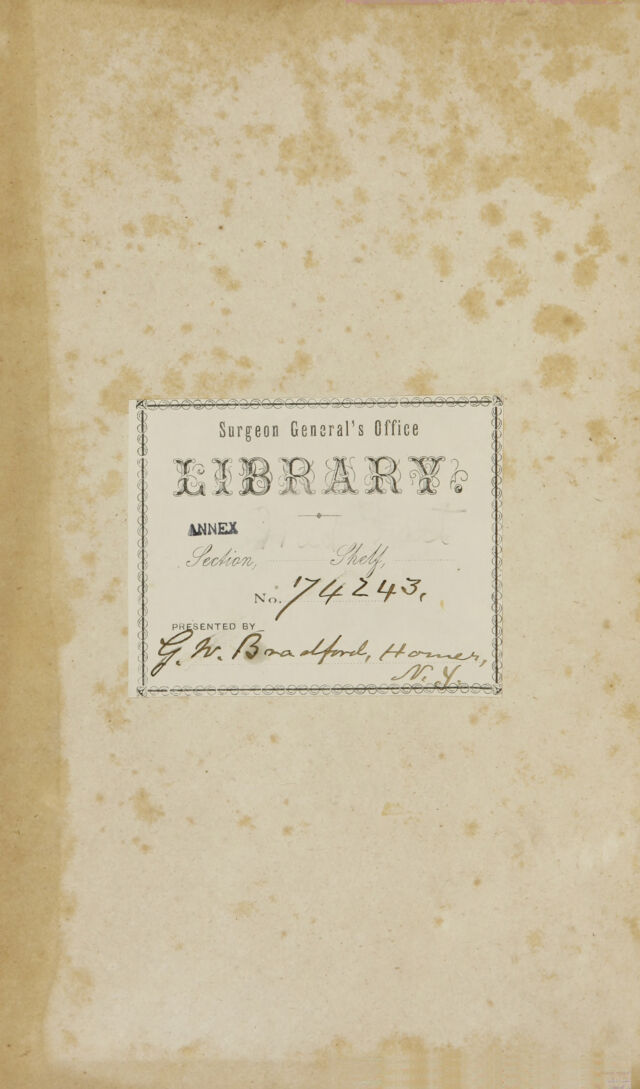 Surgeon General's Office
LIBRARY.
ANNEX
Section, Shelf,
No. 74243.
PRESENTED BY
G. W. Bradford, Homer,
N. Y.